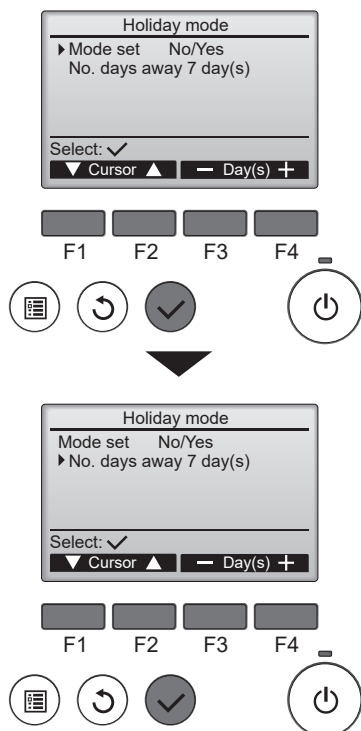 Holiday mode
Mode set No/Yes
No. days away 7 day(s)
Select:
Cursor — Day(s) +
F1 F2 F3 F4
Holiday mode
Mode set No/Yes
No. days away 7 day(s)
Select:
Cursor — Day(s) +
F1 F2 F3 F4